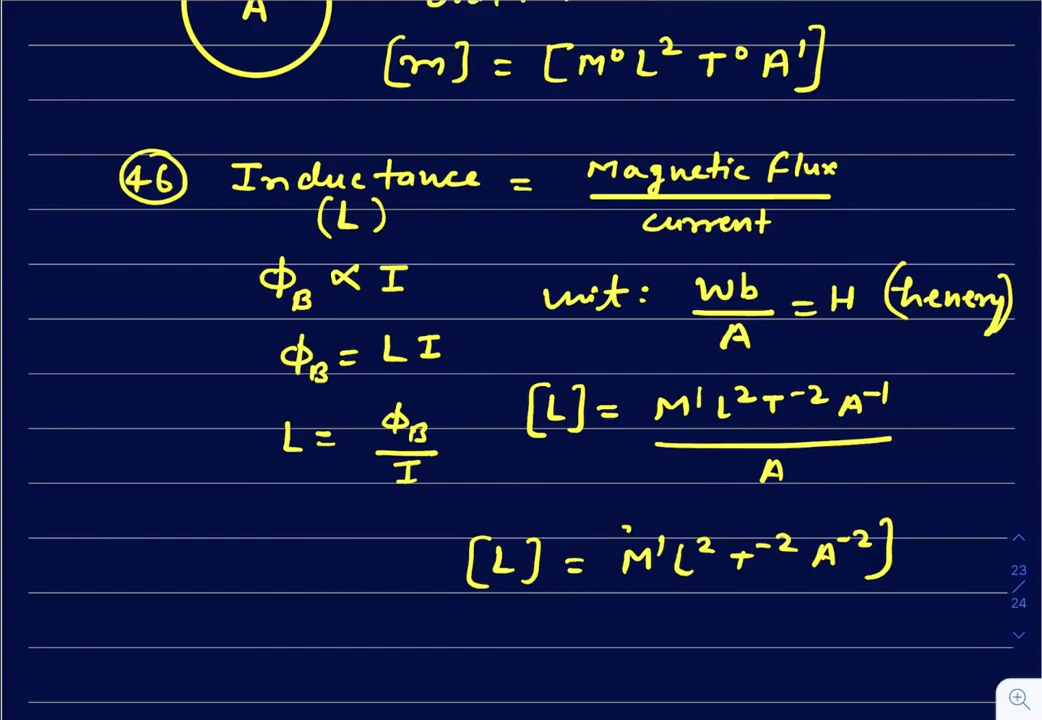 A
[m] = [M⁰ L² T⁰ A¹]
46 Inductance = Magnetic flux / current
(L)
ΦB ∝ I
unit: Wb / A = H (henery)
ΦB = L I
[L] = M¹ L² T⁻² A⁻¹ / A
L = ΦB / I
[L] = M¹ L² T⁻² A⁻²]
23
/
24